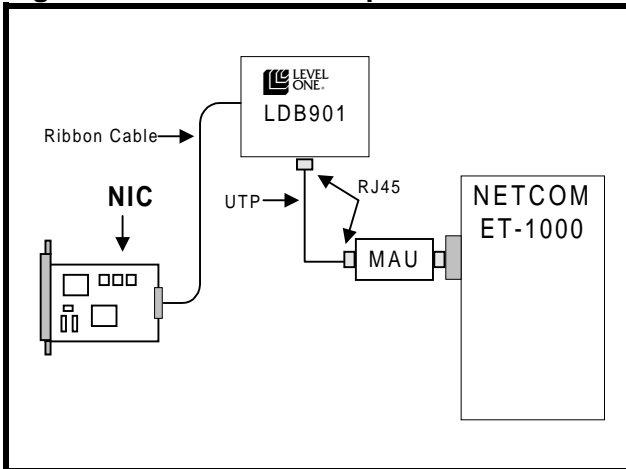 LEVEL
ONE®
LDB901
Ribbon Cable
NIC
UTP
RJ45
MAU
NETCOM
ET-1000